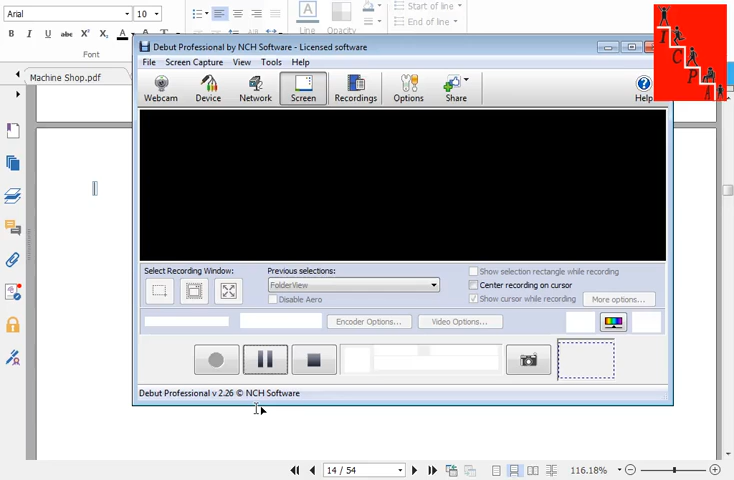 Arial
10
Start of line
End of line
B I U abc X² X₂ A
Font
Opacity
Machine Shop.pdf
Debut Professional by NCH Software - Licensed software
File Screen Capture View Tools Help
Webcam Device Network Screen Recordings Options Share Help
Select Recording Window:
Previous selections:
FolderView
Disable Aero
Show selection rectangle while recording
Center recording on cursor
Show cursor while recording
More options...
Encoder Options...
Video Options...
Debut Professional v 2.26 © NCH Software
14 / 54
116.18%
I
C
P
A